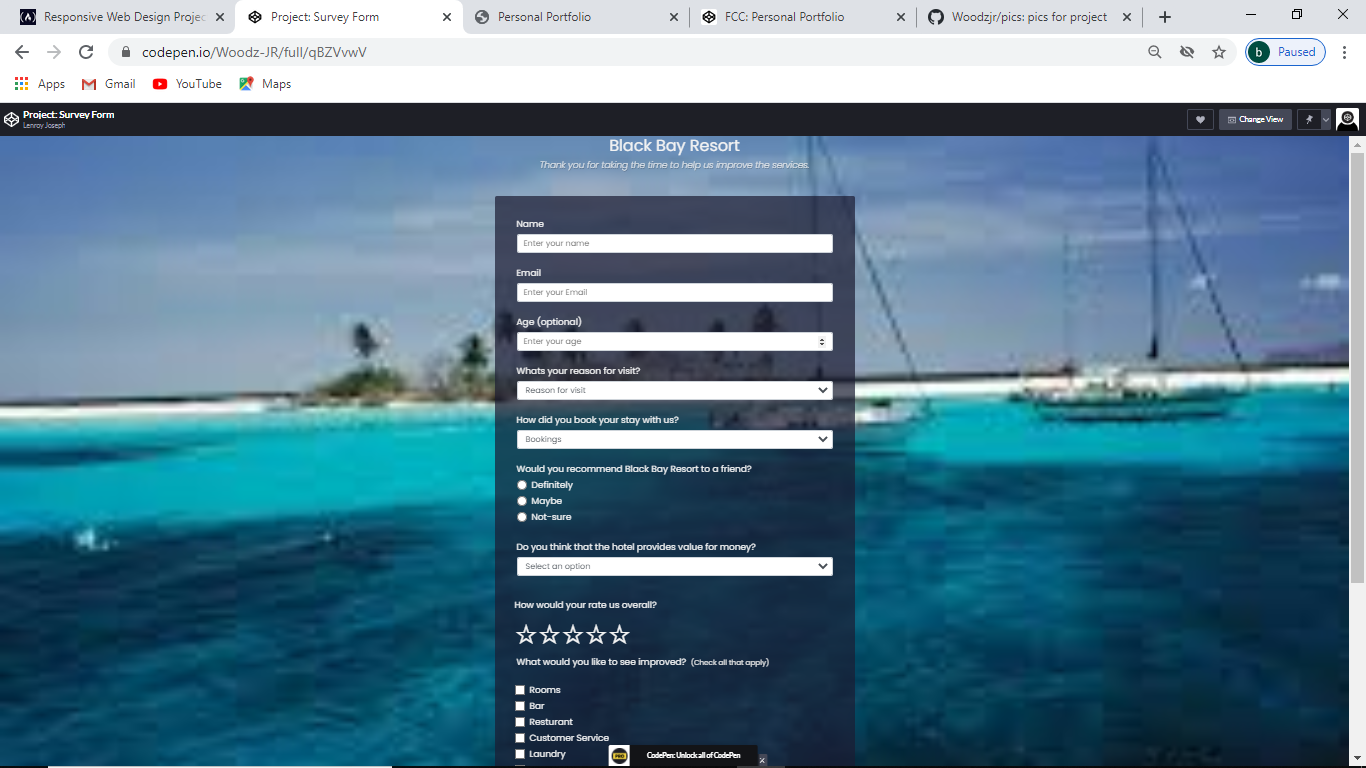 Responsive Web Design Projec
Project: Survey Form
Personal Portfolio
FCC: Personal Portfolio
Woodzjr/pics: pics for project
codepen.io/Woodz-JR/full/qBZVvwV
b Paused
Apps Gmail YouTube Maps
Project: Survey Form
Lenroy Joseph
Change View
Black Bay Resort
Thank you for taking the time to help us improve the services.
Name
Enter your name
Email
Enter your Email
Age (optional)
Enter your age
Whats your reason for visit?
Reason for visit
How did you book your stay with us?
Bookings
Would you recommend Black Bay Resort to a friend?
Definitely
Maybe
Not-sure
Do you think that the hotel provides value for money?
Select an option
How would your rate us overall?
What would you like to see improved? (Check all that apply)
Rooms
Bar
Resturant
Customer Service
Laundry
PRO CodePen: Unlock all of CodePen x